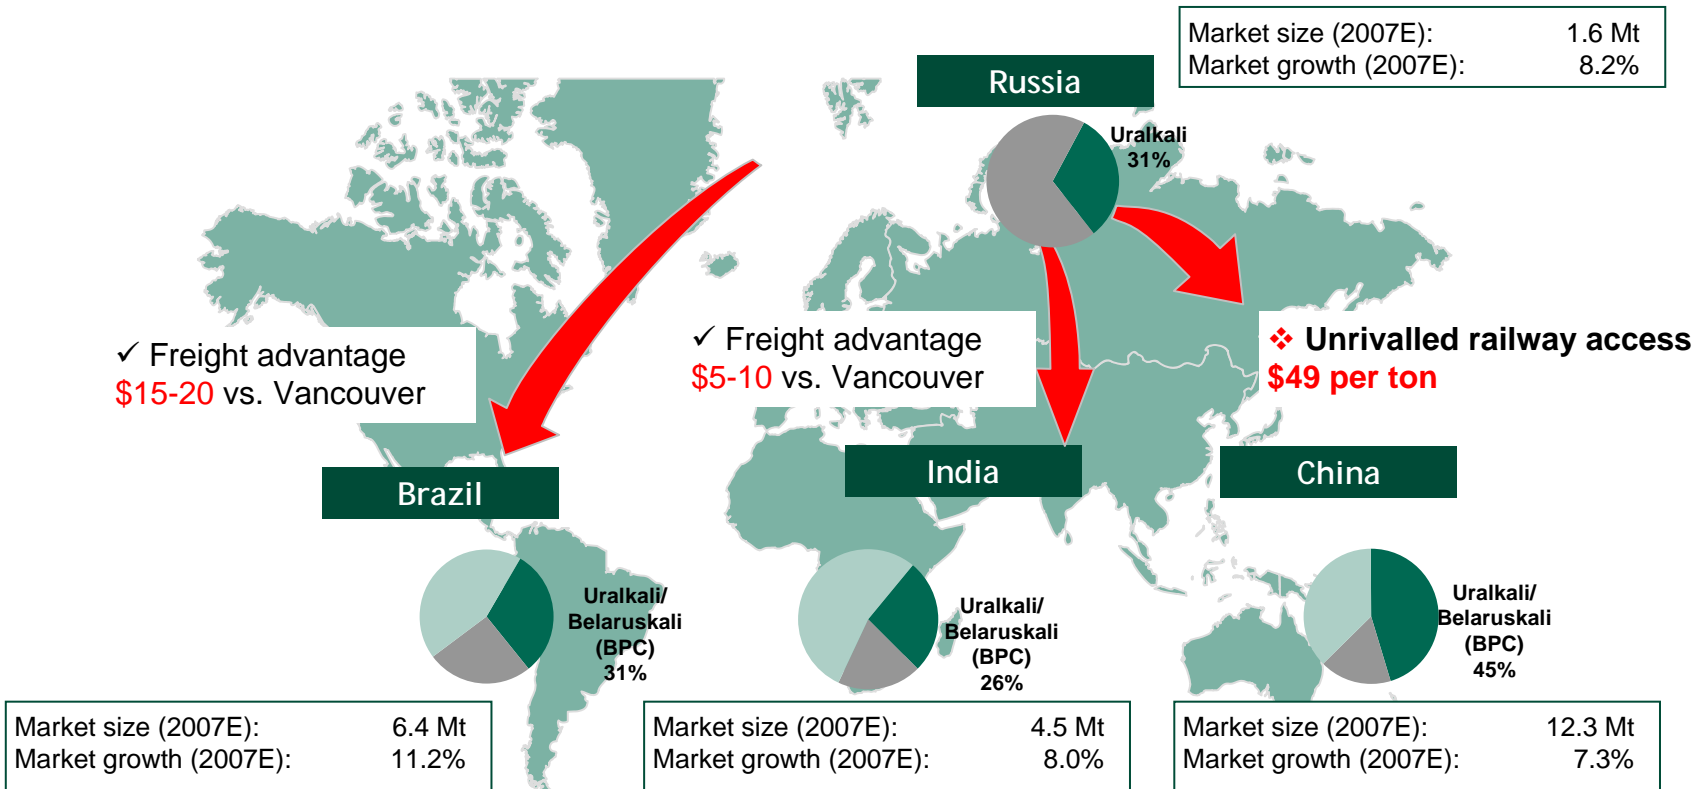 Market size (2007E): 1.6 Mt
Market growth (2007E): 8.2%
Russia
Uralkali
31%
✓ Freight advantage
$15-20 vs. Vancouver
✓ Freight advantage
$5-10 vs. Vancouver
❖ Unrivalled railway access
$49 per ton
Brazil
India
China
Uralkali/
Belaruskali
(BPC)
31%
Uralkali/
Belaruskali
(BPC)
26%
Uralkali/
Belaruskali
(BPC)
45%
Market size (2007E): 6.4 Mt
Market growth (2007E): 11.2%
Market size (2007E): 4.5 Mt
Market growth (2007E): 8.0%
Market size (2007E): 12.3 Mt
Market growth (2007E): 7.3%